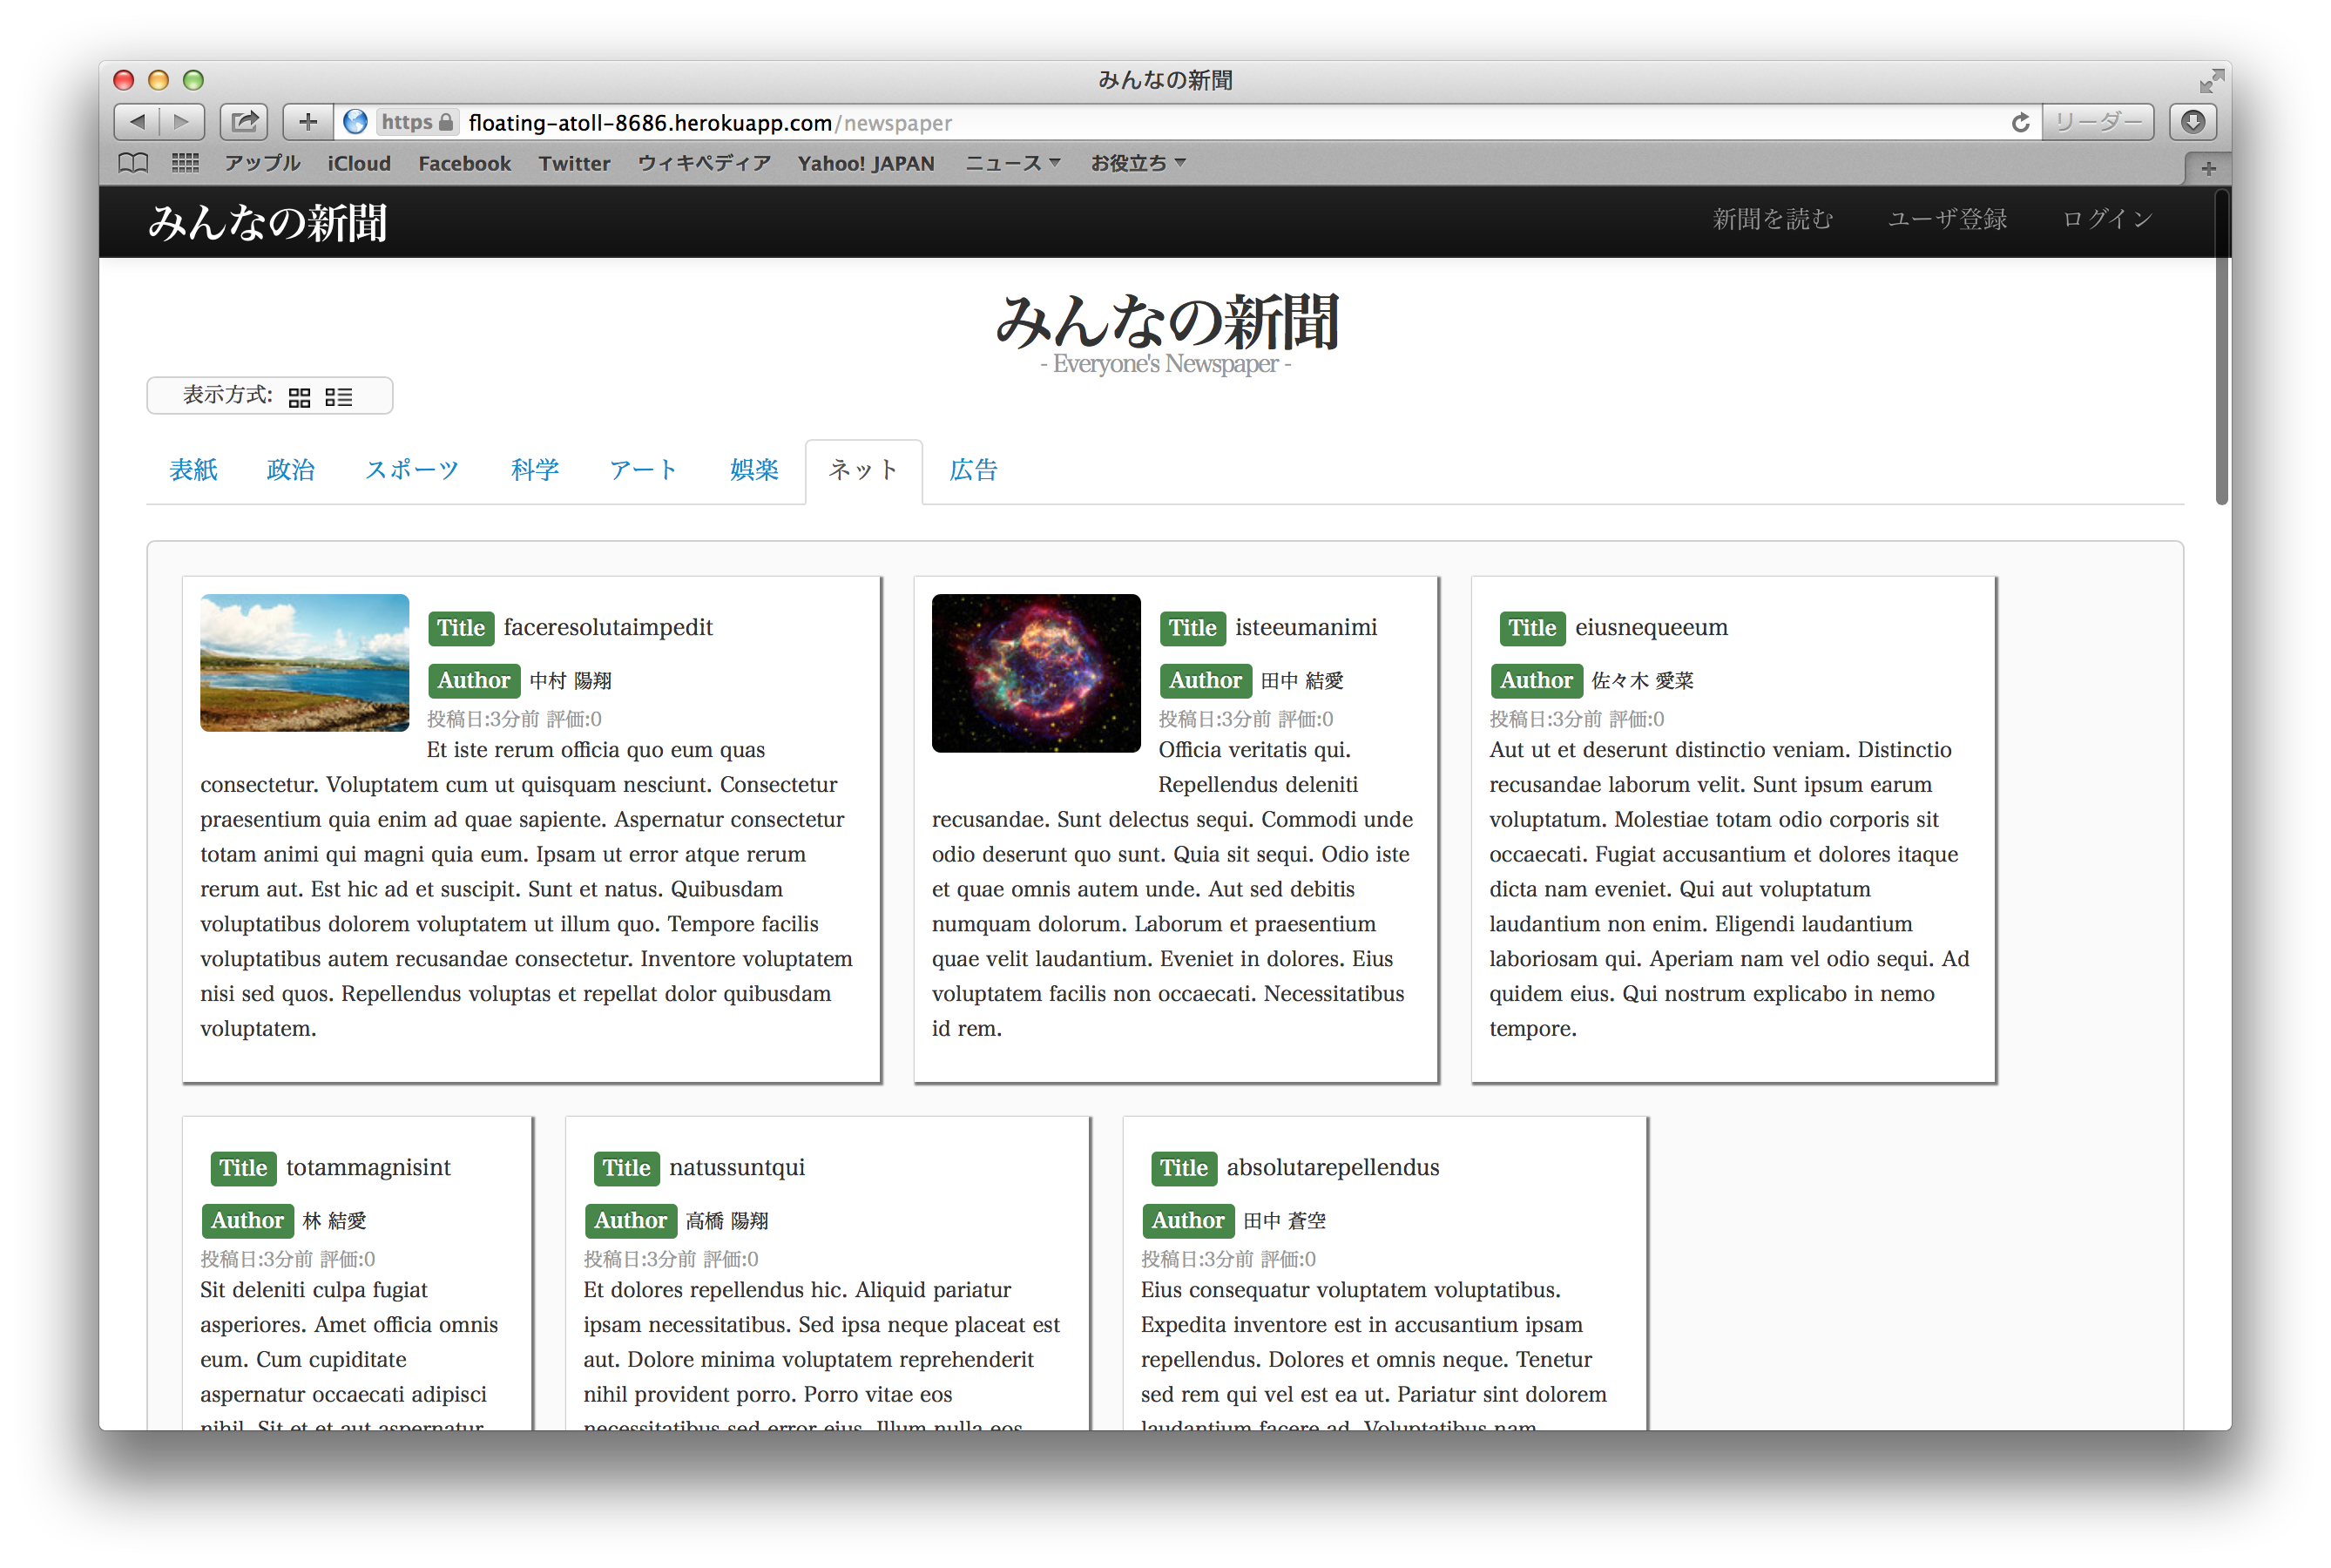 みんなの新聞
https floating-atoll-8686.herokuapp.com/newspaper リーダー
アップル iCloud Facebook Twitter ウィキペディア Yahoo! JAPAN ニュース お役立ち
みんなの新聞 新聞を読む ユーザ登録 ログイン
みんなの新聞
- Everyone's Newspaper -
表示方式:
表紙 政治 スポーツ 科学 アート 娯楽 ネット 広告
Title faceresolutaimpedit
Author 中村 陽翔
投稿日:3分前 評価:0
Et iste rerum officia quo eum quas
consectetur. Voluptatem cum ut quisquam nesciunt. Consectetur
praesentium quia enim ad quae sapiente. Aspernatur consectetur
totam animi qui magni quia eum. Ipsam ut error atque rerum
rerum aut. Est hic ad et suscipit. Sunt et natus. Quibusdam
voluptatibus dolorem voluptatem ut illum quo. Tempore facilis
voluptatibus autem recusandae consectetur. Inventore voluptatem
nisi sed quos. Repellendus voluptas et repellat dolor quibusdam
voluptatem.
Title isteeumanimi
Author 田中 結愛
投稿日:3分前 評価:0
Officia veritatis qui.
Repellendus deleniti
recusandae. Sunt delectus sequi. Commodi unde
odio deserunt quo sunt. Quia sit sequi. Odio iste
et quae omnis autem unde. Aut sed debitis
numquam dolorum. Laborum et praesentium
quae velit laudantium. Eveniet in dolores. Eius
voluptatem facilis non occaecati. Necessitatibus
id rem.
Title eiusnequeeum
Author 佐々木 愛菜
投稿日:3分前 評価:0
Aut ut et deserunt distinctio veniam. Distinctio
recusandae laborum velit. Sunt ipsum earum
voluptatum. Molestiae totam odio corporis sit
occaecati. Fugiat accusantium et dolores itaque
dicta nam eveniet. Qui aut voluptatum
laudantium non enim. Eligendi laudantium
laboriosam qui. Aperiam nam vel odio sequi. Ad
quidem eius. Qui nostrum explicabo in nemo
tempore.
Title totammagnisint
Author 林 結愛
投稿日:3分前 評価:0
Sit deleniti culpa fugiat
asperiores. Amet officia omnis
eum. Cum cupiditate
aspernatur occaecati adipisci
nihil. Sit et et aut aspernatur
Title natussuntqui
Author 高橋 陽翔
投稿日:3分前 評価:0
Et dolores repellendus hic. Aliquid pariatur
ipsam necessitatibus. Sed ipsa neque placeat est
aut. Dolore minima voluptatem reprehenderit
nihil provident porro. Porro vitae eos
necessitatibus sed error eius. Illum nulla eos
Title absolutarepellendus
Author 田中 蒼空
投稿日:3分前 評価:0
Eius consequatur voluptatem voluptatibus.
Expedita inventore est in accusantium ipsam
repellendus. Dolores et omnis neque. Tenetur
sed rem qui vel est ea ut. Pariatur sint dolorem
laudantium facere ad. Voluptatibus nam